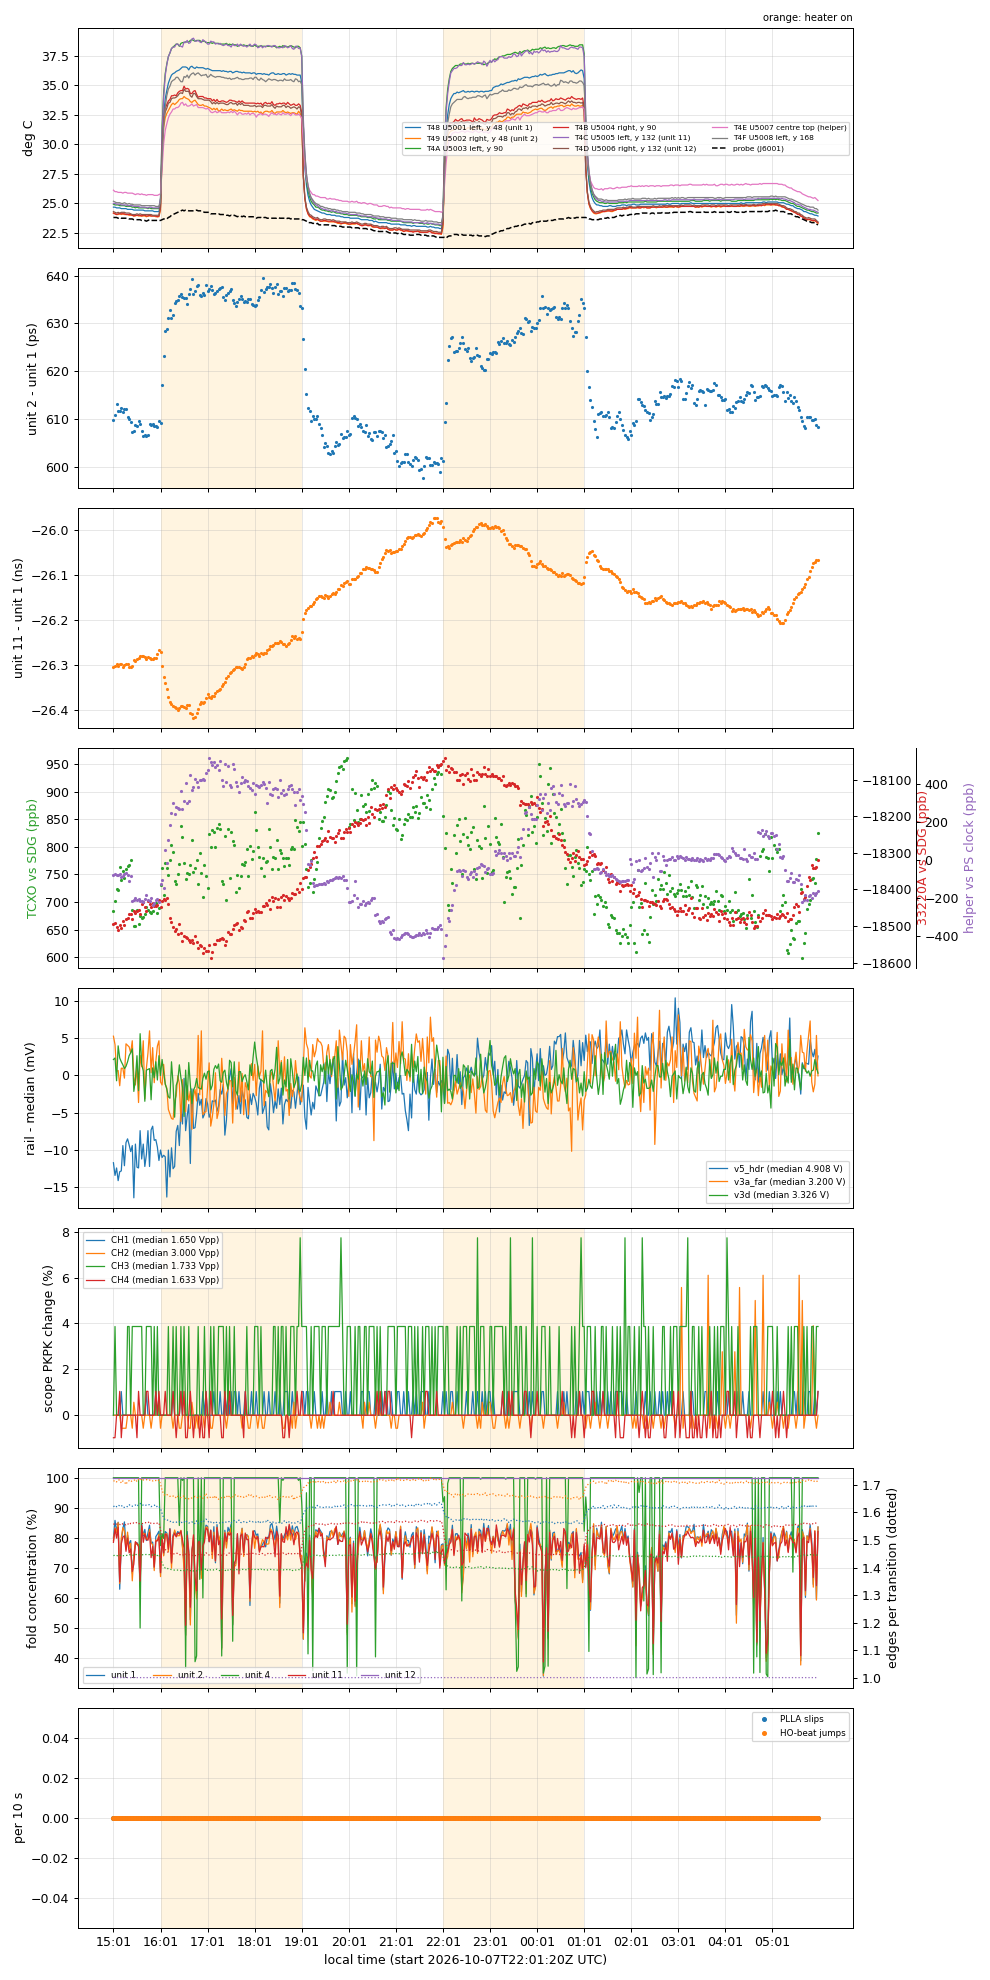 orange: heater on
deg C
37.5
35.0
32.5
30.0
27.5
25.0
22.5
T48 U5001 left, y 48 (unit 1)
T49 U5002 right, y 48 (unit 2)
T4A U5003 left, y 90
T4B U5004 right, y 90
T4C U5005 left, y 132 (unit 11)
T4D U5006 right, y 132 (unit 12)
T4E U5007 centre top (helper)
T4F U5008 left, y 168
probe (J6001)
unit 2 - unit 1 (ps)
640
630
620
610
600
unit 11 - unit 1 (ns)
−26.0
−26.1
−26.2
−26.3
−26.4
TCXO vs SDG (ppb)
950
900
850
800
750
700
650
600
−18100
−18200
−18300
−18400
−18500
−18600
33220A vs SDG (ppb)
400
200
0
−200
−400
helper vs PS clock (ppb)
rail - median (mV)
10
5
0
−5
−10
−15
v5_hdr (median 4.908 V)
v3a_far (median 3.200 V)
v3d (median 3.326 V)
scope PKPK change (%)
8
6
4
2
0
CH1 (median 1.650 Vpp)
CH2 (median 3.000 Vpp)
CH3 (median 1.733 Vpp)
CH4 (median 1.633 Vpp)
fold concentration (%)
100
90
80
70
60
50
40
unit 1
unit 2
unit 4
unit 11
unit 12
1.7
1.6
1.5
1.4
1.3
1.2
1.1
1.0
edges per transition (dotted)
per 10 s
0.04
0.02
0.00
−0.02
−0.04
PLLA slips
HO-beat jumps
15:01 16:01 17:01 18:01 19:01 20:01 21:01 22:01 23:01 00:01 01:01 02:01 03:01 04:01 05:01
local time (start 2026-10-07T22:01:20Z UTC)